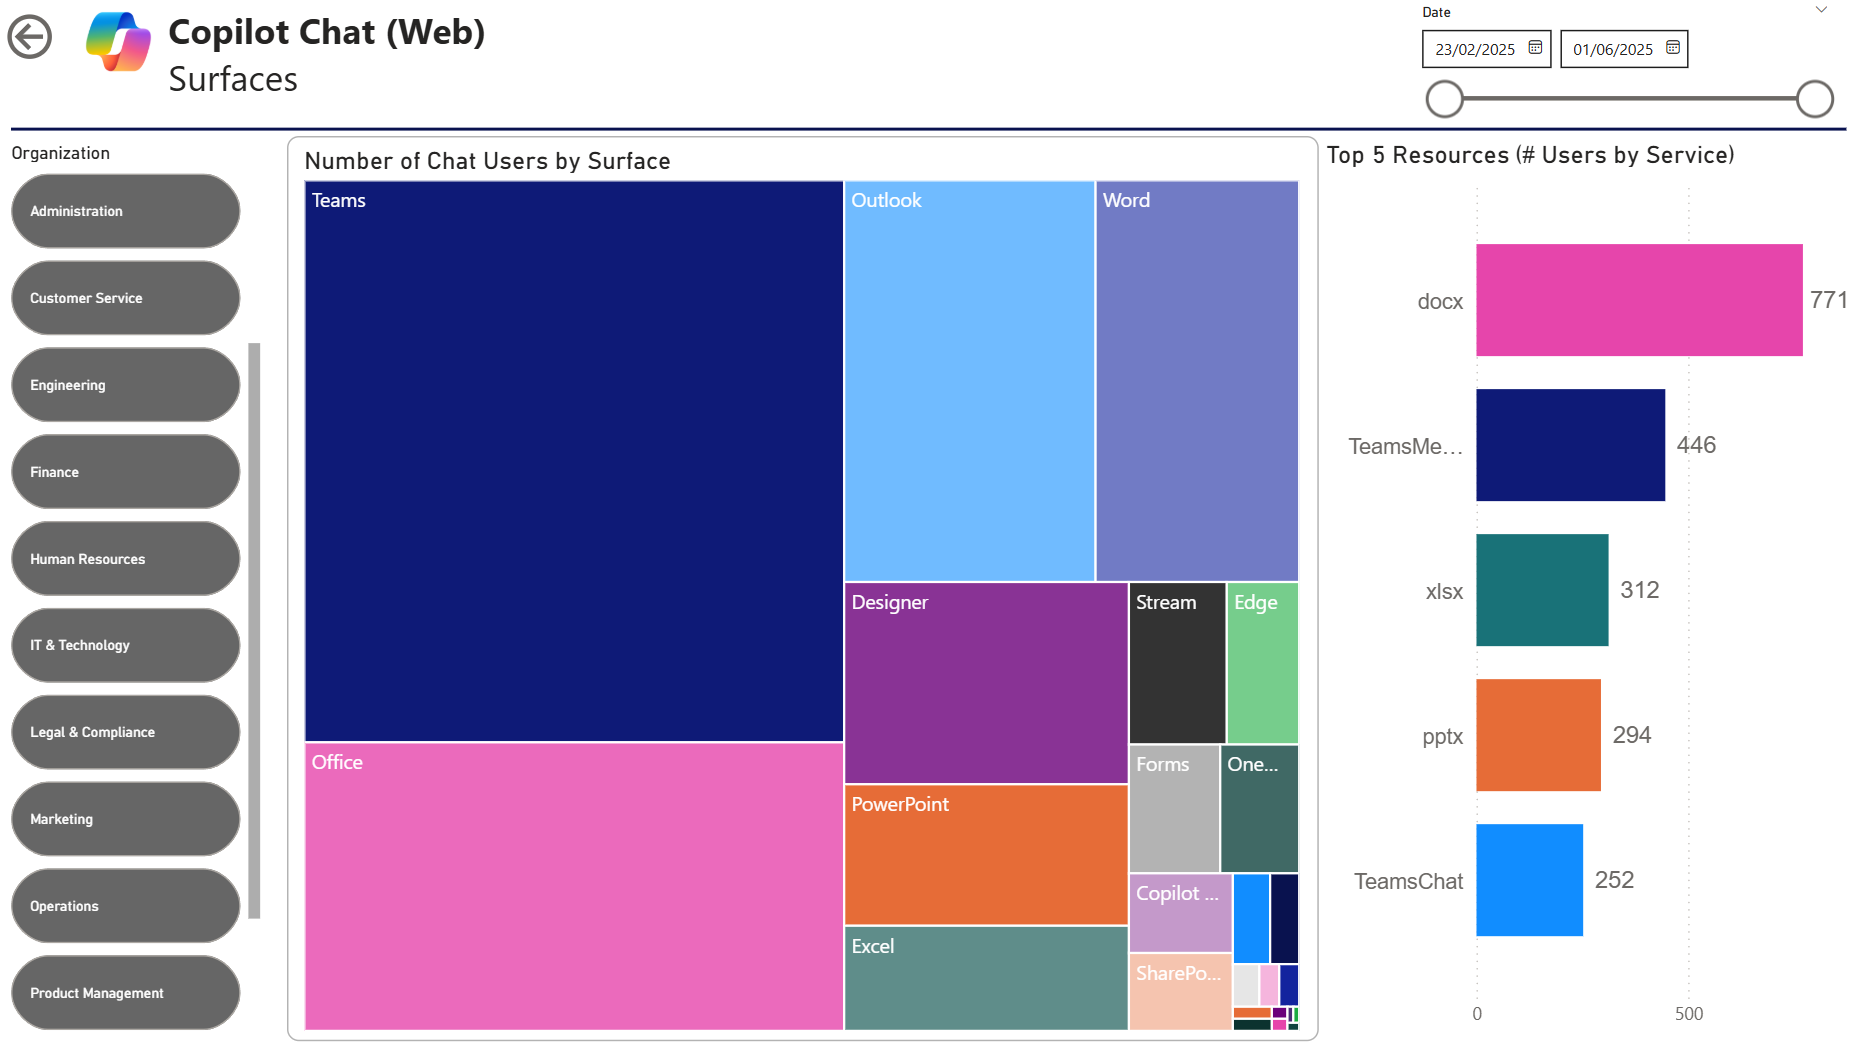 Copilot Chat (Web)
Surfaces
Date
23/02/2025
01/06/2025
Organization
Administration
Customer Service
Engineering
Finance
Human Resources
IT & Technology
Legal & Compliance
Marketing
Operations
Product Management
Number of Chat Users by Surface
Teams
Outlook
Word
Designer
Stream
Edge
Office
PowerPoint
Forms
One...
Excel
Copilot ...
SharePo...
Top 5 Resources (# Users by Service)
docx
771
TeamsMe...
446
xlsx
312
pptx
294
TeamsChat
252
0
500